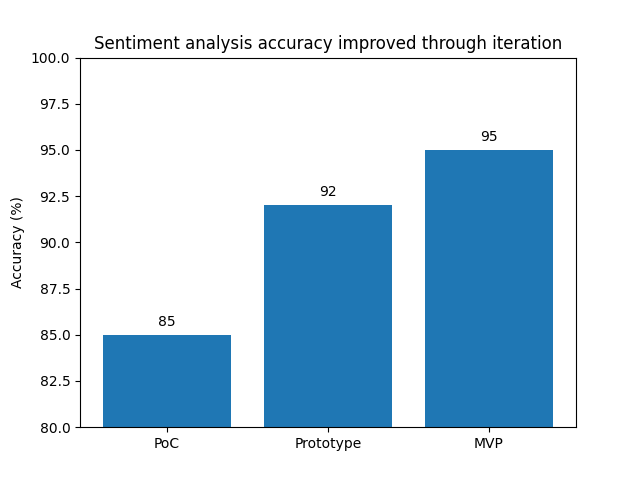 Sentiment analysis accuracy improved through iteration
Accuracy (%)
100.0
97.5
95.0
92.5
90.0
87.5
85.0
82.5
80.0
85
92
95
PoC
Prototype
MVP